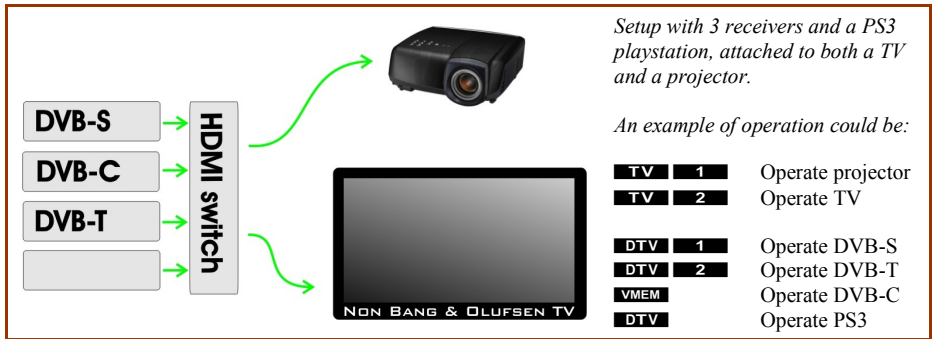 DVB-S
DVB-C
DVB-T
HDMI switch
NON BANG & OLUFSEN TV
Setup with 3 receivers and a PS3
playstation, attached to both a TV
and a projector.
An example of operation could be:
TV 1 Operate projector
TV 2 Operate TV
DTV 1 Operate DVB-S
DTV 2 Operate DVB-T
VMEM Operate DVB-C
DTV Operate PS3